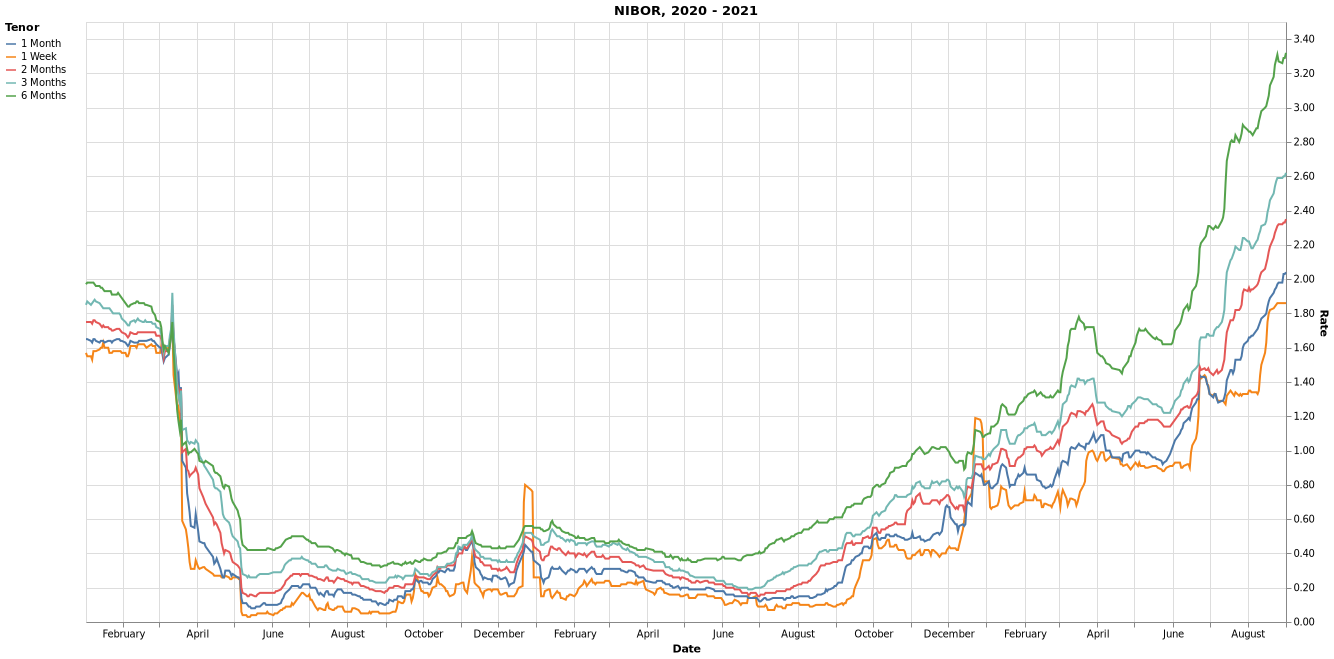 NIBOR, 2020 - 2021
Tenor
1 Month
1 Week
2 Months
3 Months
6 Months
3.40
3.20
3.00
2.80
2.60
2.40
2.20
2.00
1.80
1.60
1.40
1.20
1.00
0.80
0.60
0.40
0.20
0.00
Rate
February April June August October December February April June August October December February April June August
Date